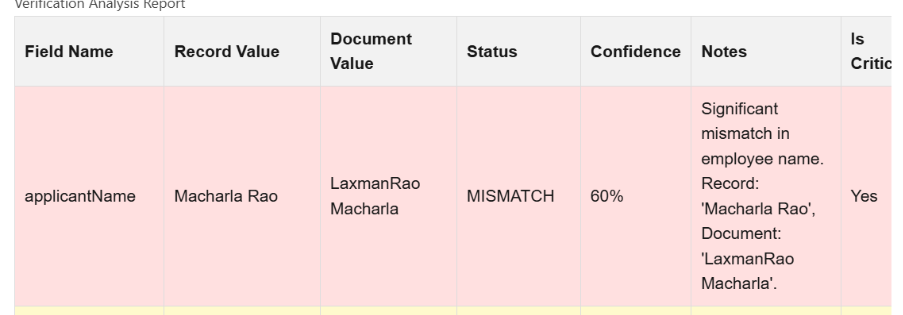 Verification Analysis Report
Field Name
Record Value
Document
Value
Status
Confidence
Notes
Is
Critic
applicantName
Macharla Rao
LaxmanRao
Macharla
MISMATCH
60%
Significant
mismatch in
employee name.
Record:
'Macharla Rao',
Document:
'LaxmanRao
Macharla'.
Yes